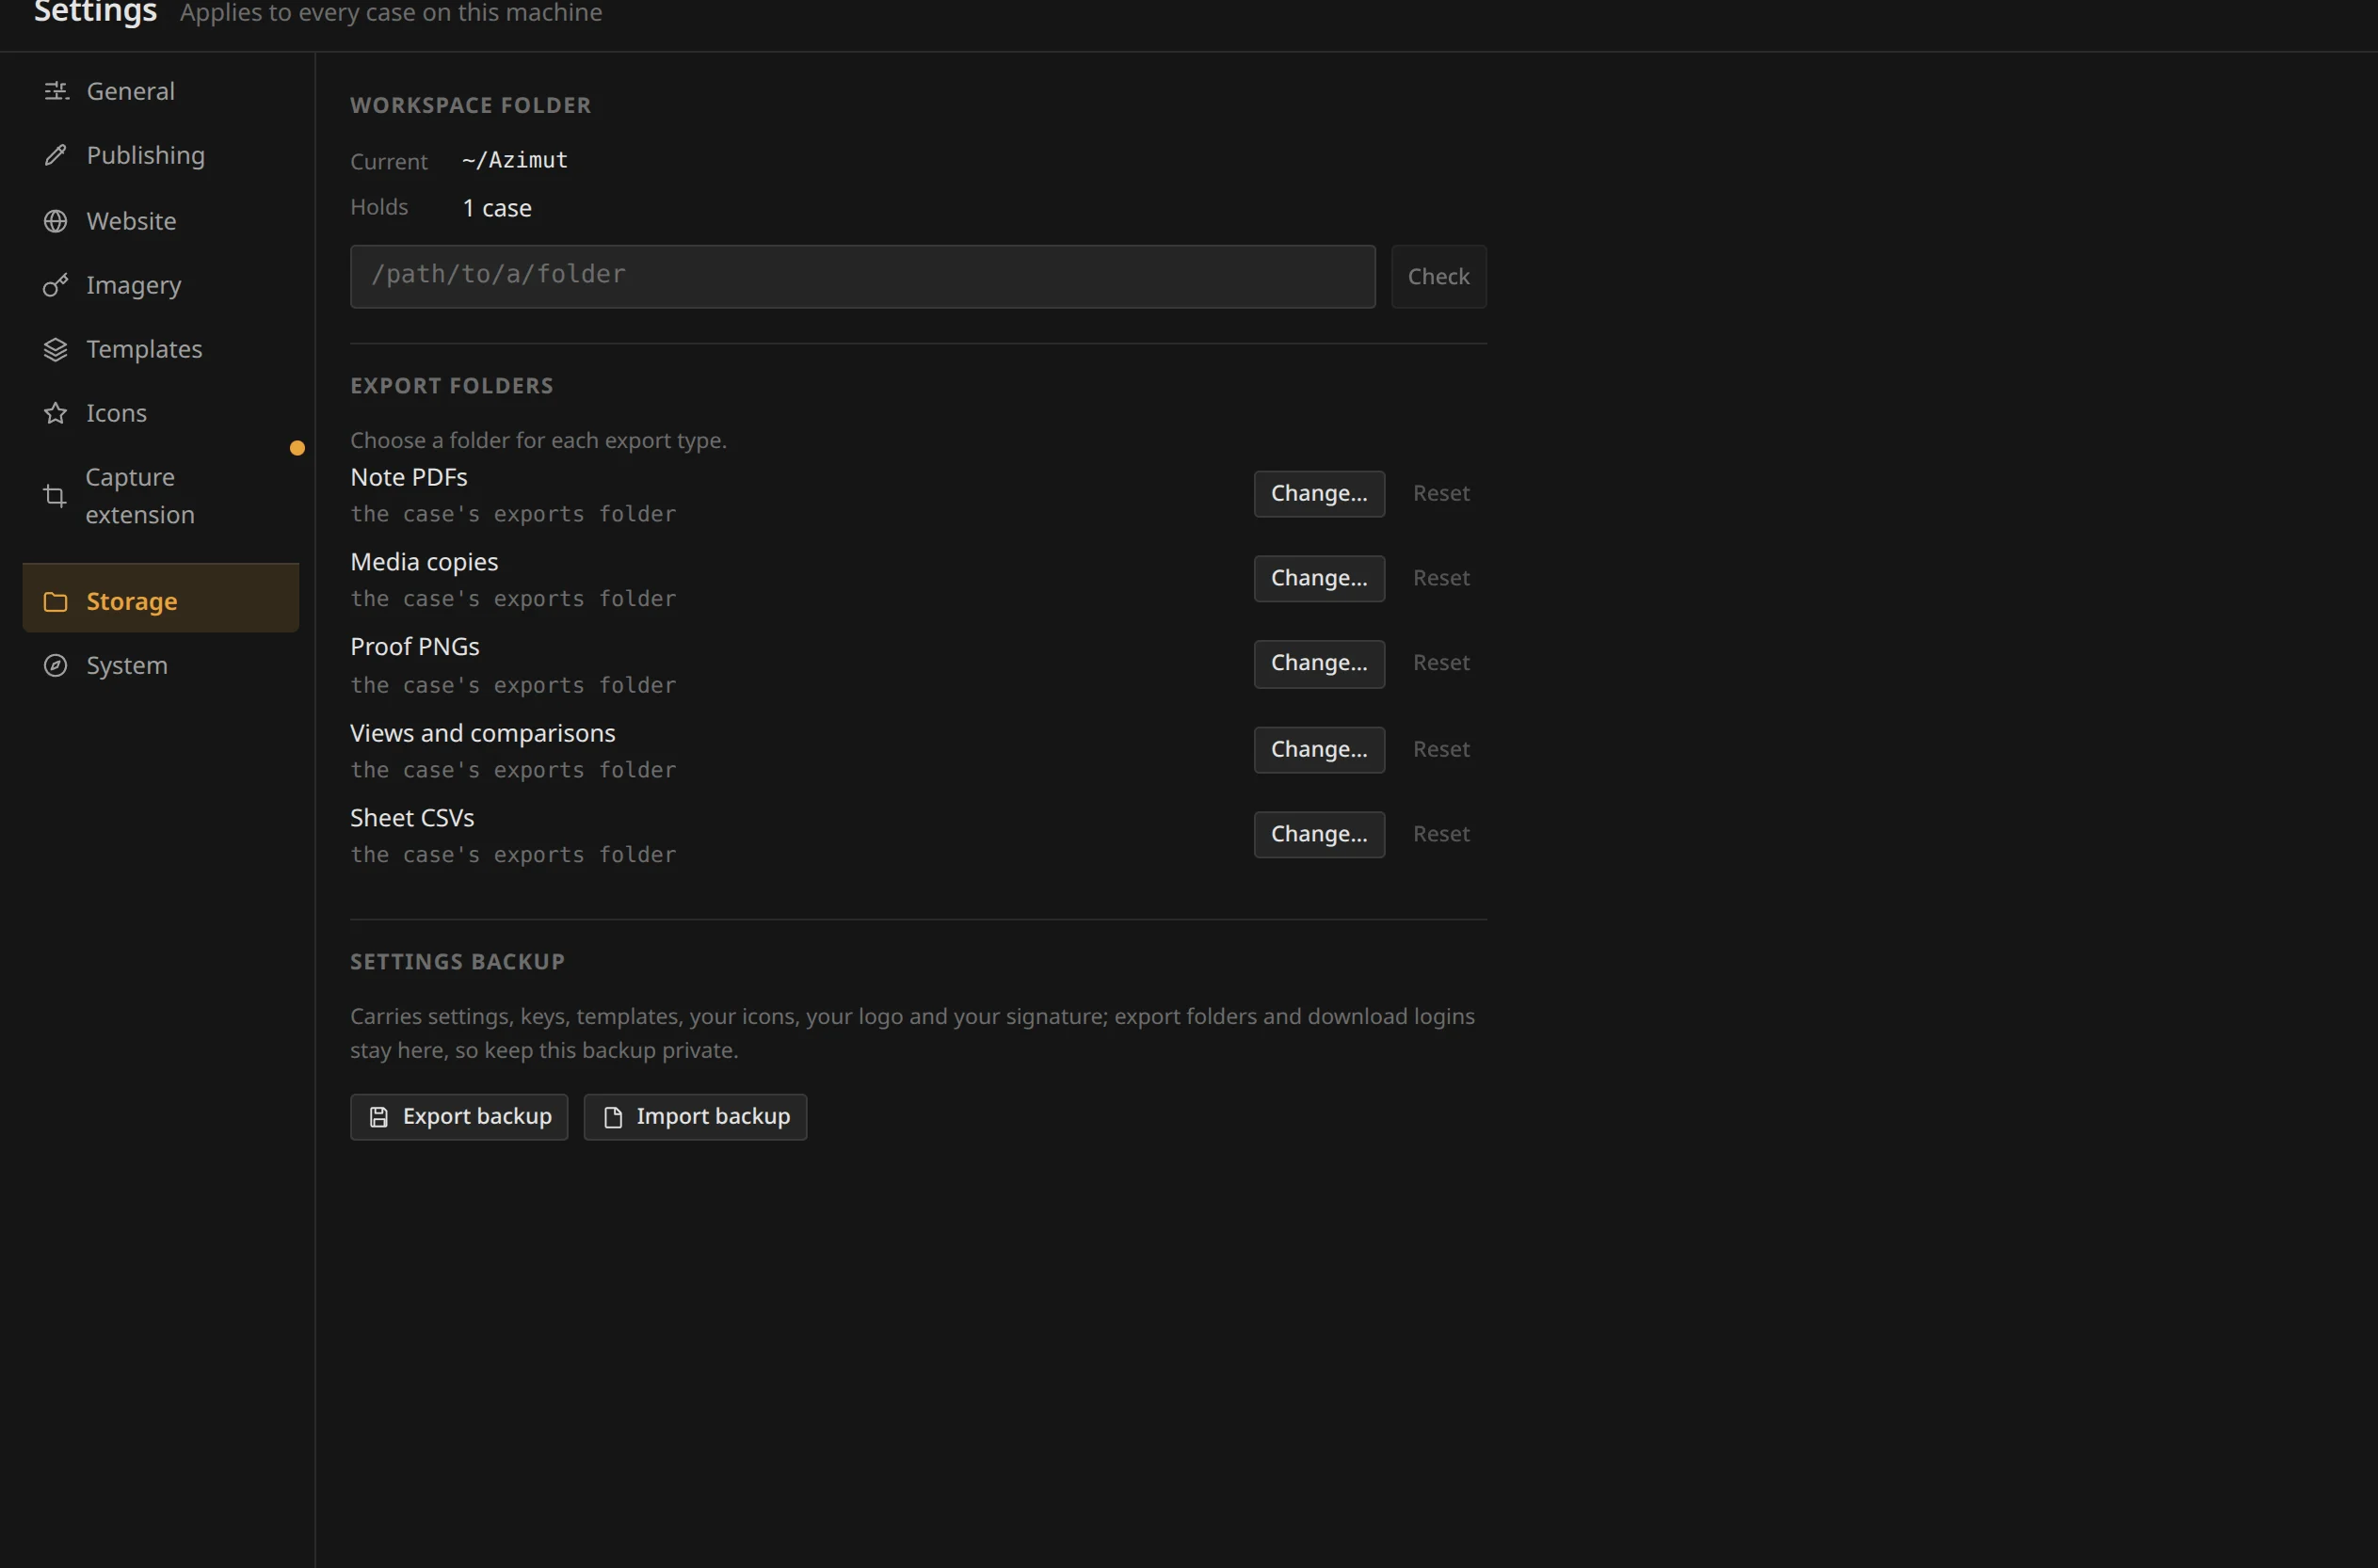 Settings Applies to every case on this machine
General
Publishing
Website
Imagery
Templates
Icons
Capture
extension
Storage
System
WORKSPACE FOLDER
Current ~/Azimut
Holds 1 case
/path/to/a/folder Check
EXPORT FOLDERS
Choose a folder for each export type.
Note PDFs
the case's exports folder
Change... Reset
Media copies
the case's exports folder
Change... Reset
Proof PNGs
the case's exports folder
Change... Reset
Views and comparisons
the case's exports folder
Change... Reset
Sheet CSVs
the case's exports folder
Change... Reset
SETTINGS BACKUP
Carries settings, keys, templates, your icons, your logo and your signature; export folders and download logins
stay here, so keep this backup private.
Export backup Import backup